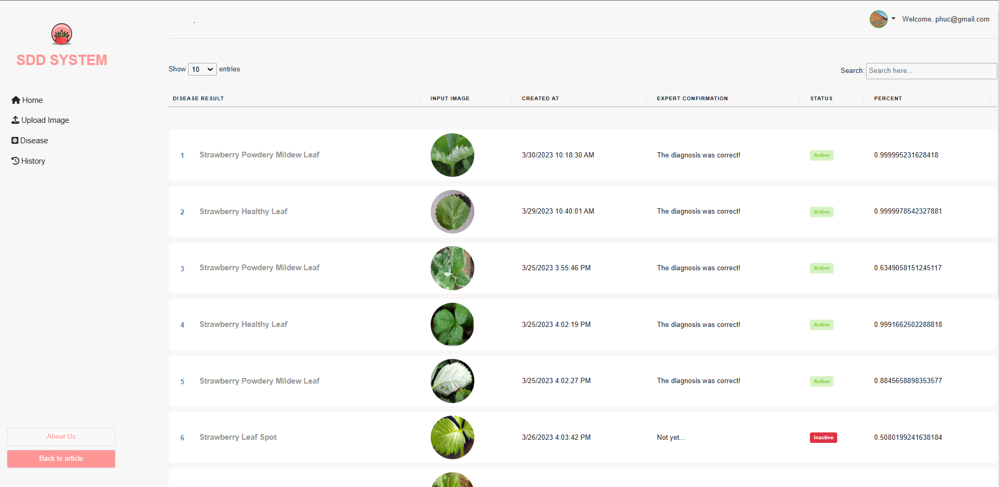 Welcome, phuc@gmail.com
SDD SYSTEM
Home
Upload Image
Disease
History
About Us
Back to article
Show 10 entries
Search: Search here...
DISEASE RESULT INPUT IMAGE CREATED AT EXPERT CONFIRMATION STATUS PERCENT
1 Strawberry Powdery Mildew Leaf 3/30/2023 10:18:30 AM The diagnosis was correct! Active 0.999995231628418
2 Strawberry Healthy Leaf 3/29/2023 10:40:01 AM The diagnosis was correct! Active 0.9999978542327881
3 Strawberry Powdery Mildew Leaf 3/25/2023 3:55:46 PM The diagnosis was correct! Active 0.6349058151245117
4 Strawberry Healthy Leaf 3/25/2023 4:02:19 PM The diagnosis was correct! Active 0.9991662502288818
5 Strawberry Powdery Mildew Leaf 3/25/2023 4:02:27 PM The diagnosis was correct! Active 0.8845658898353577
6 Strawberry Leaf Spot 3/26/2023 4:03:42 PM Not yet... Inactive 0.5080199241638184